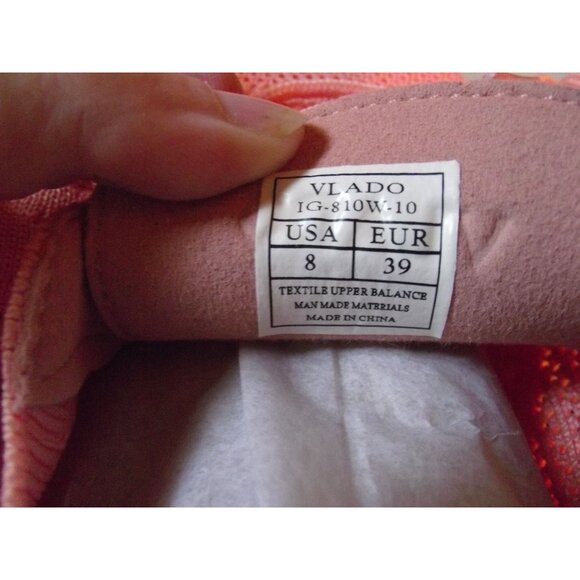 VLADO
IG-810W-10
USA EUR
8 39
TEXTILE UPPER BALANCE
MAN MADE MATERIALS
MADE IN CHINA